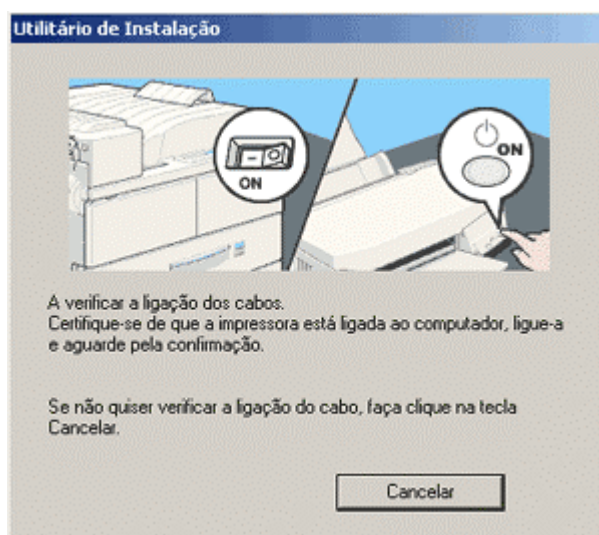 Utilitário de Instalação
ON
ON
A verificar a ligação dos cabos.
Certifique-se de que a impressora está ligada ao computador, ligue-a
e aguarde pela confirmação.
Se não quiser verificar a ligação do cabo, faça clique na tecla
Cancelar.
Cancelar